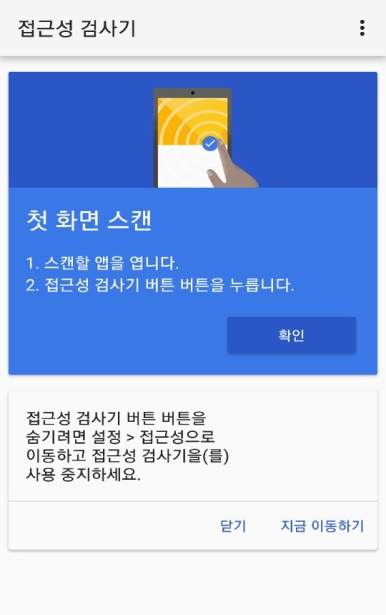 접근성 검사기
첫 화면 스캔
1. 스캔할 앱을 엽니다.
2. 접근성 검사기 버튼 버튼을 누릅니다.
확인
접근성 검사기 버튼 버튼을
숨기려면 설정 > 접근성으로
이동하고 접근성 검사기을(를)
사용 중지하세요.
닫기
지금 이동하기